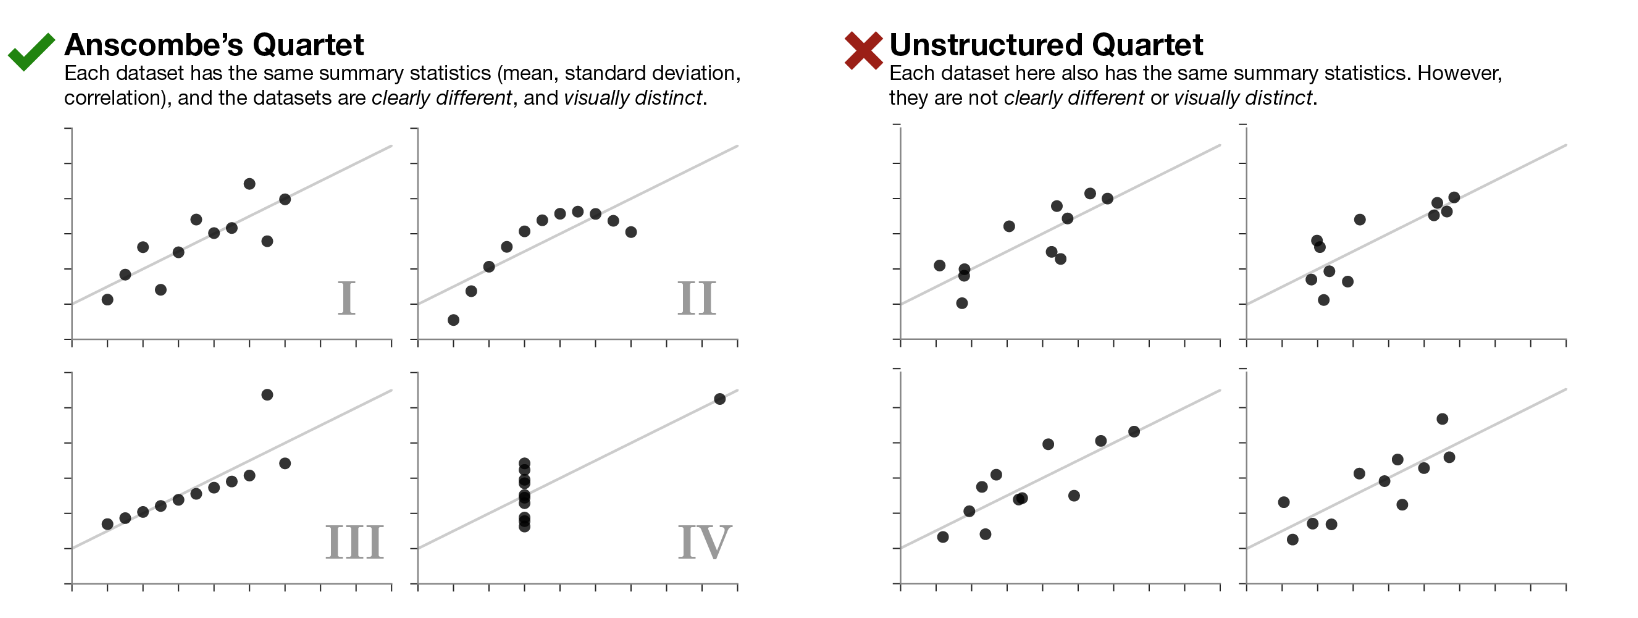 Anscombe's Quartet
Each dataset has the same summary statistics (mean, standard deviation,
correlation), and the datasets are clearly different, and visually distinct.
I
II
III
IV
Unstructured Quartet
Each dataset here also has the same summary statistics. However,
they are not clearly different or visually distinct.